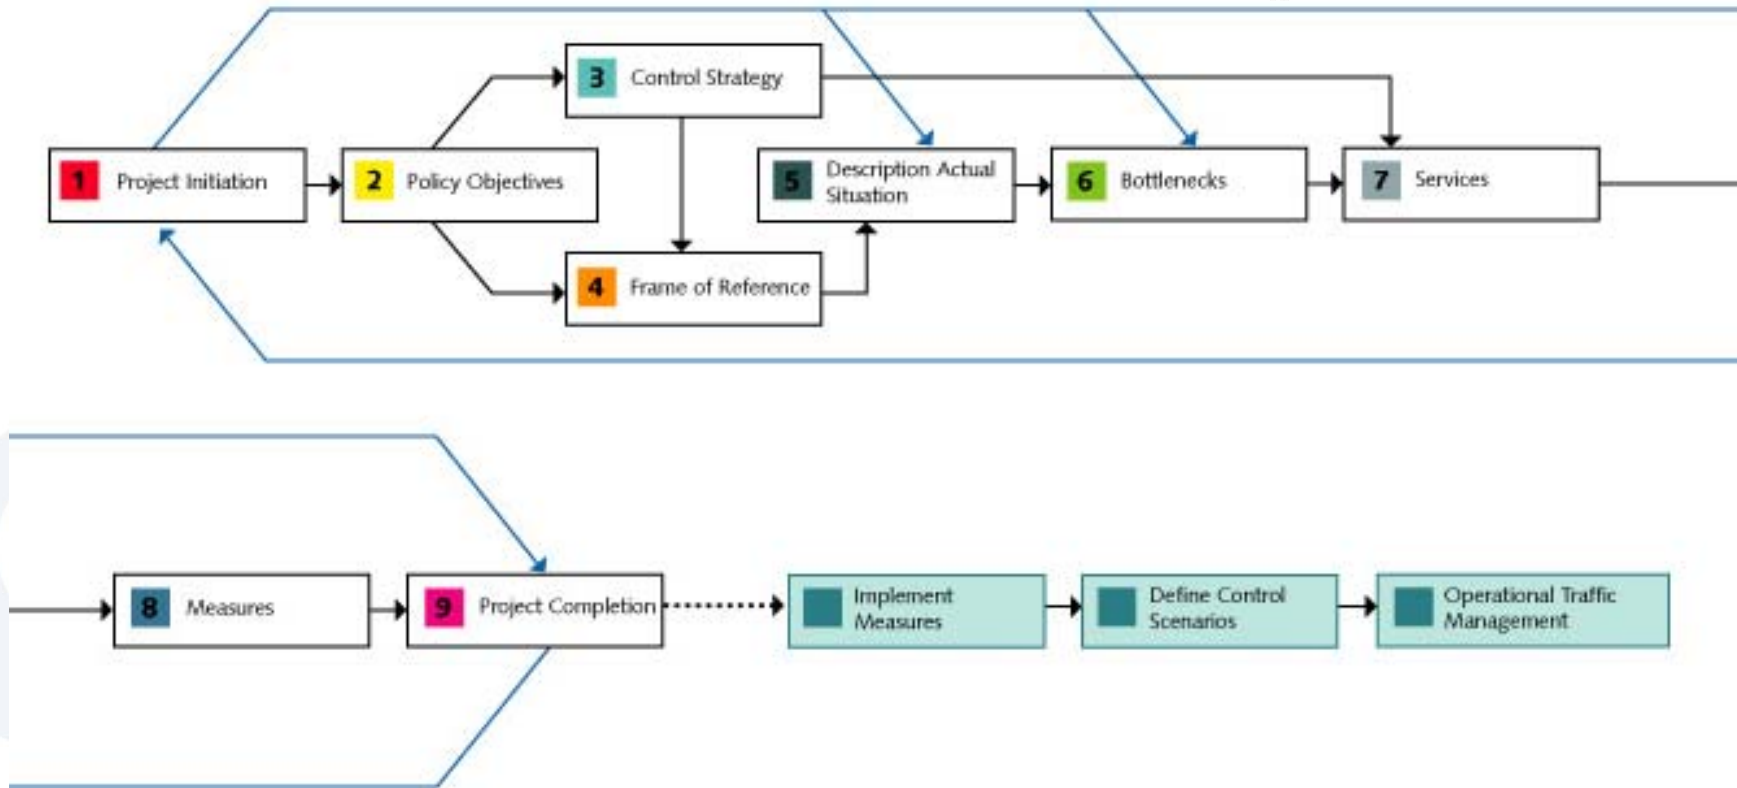 3 Control Strategy
1 Project Initiation
2 Policy Objectives
5 Description Actual
Situation
6 Bottlenecks
7 Services
4 Frame of Reference
8 Measures
9 Project Completion
Implement
Measures
Define Control
Scenarios
Operational Traffic
Management